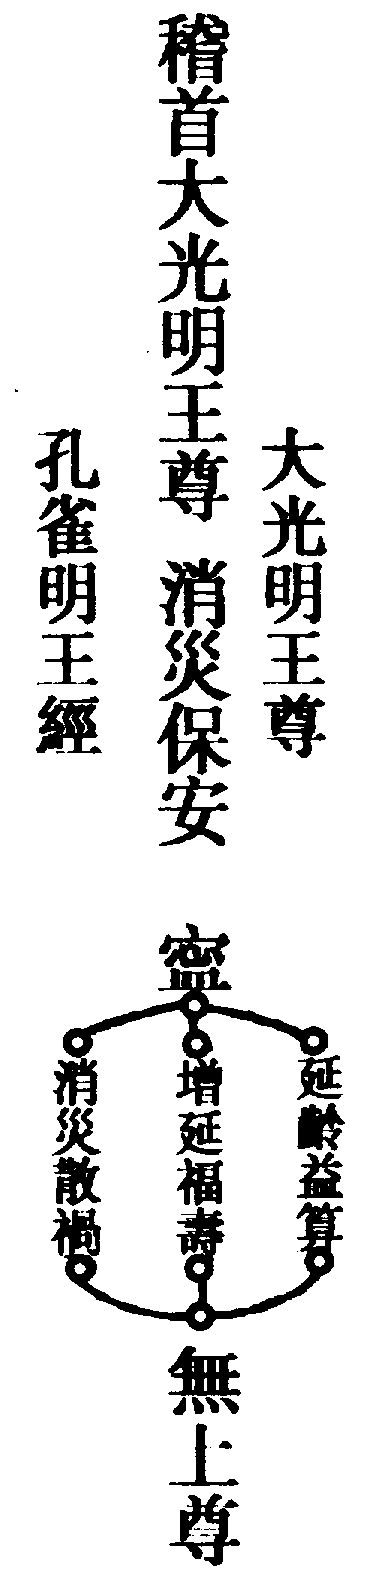 大光明王尊
稽首大光明王尊 消災保安
孔雀明王經
寍
延齡益算
增延福壽
消災散禍
無上尊